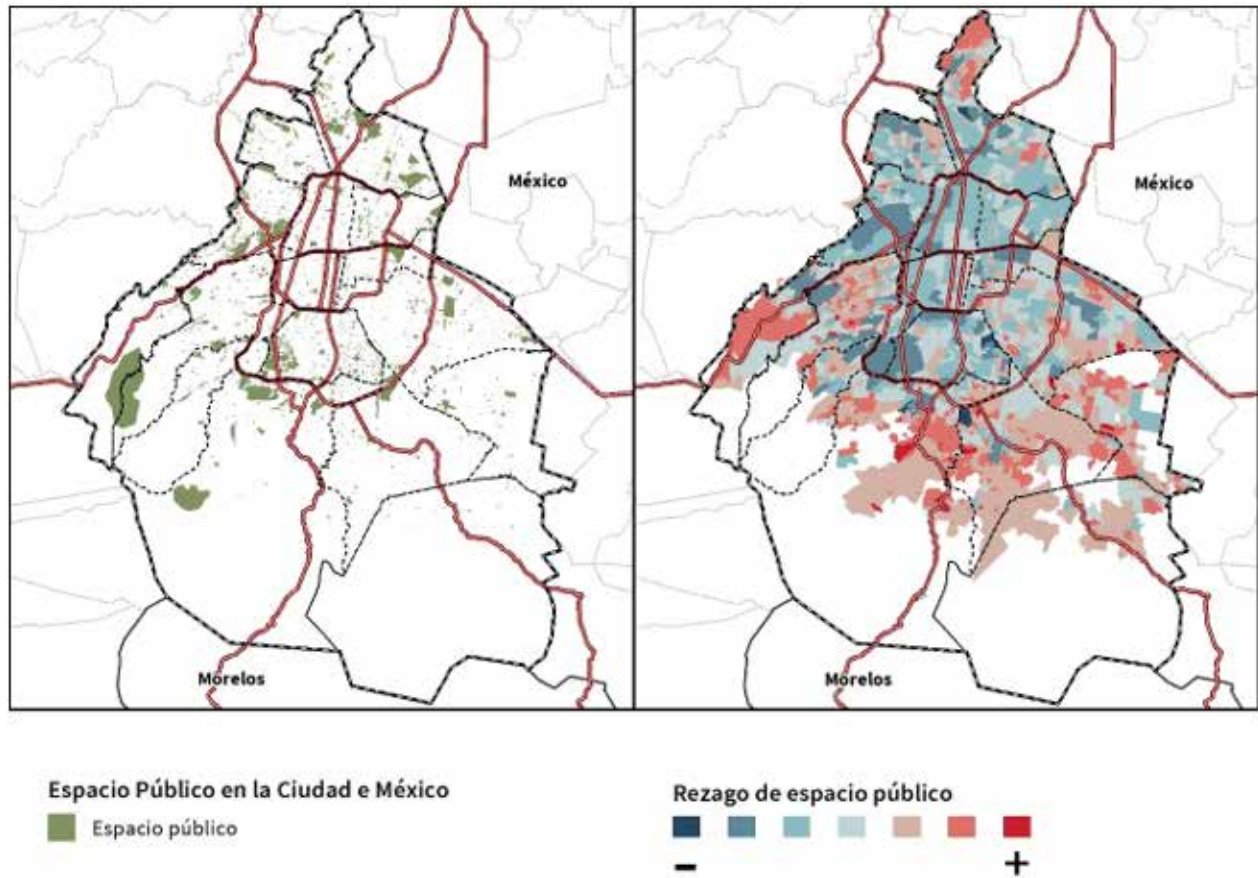 México
México
Morelos
Morelos
Espacio Público en la Ciudad e México
Espacio público
Rezago de espacio público
- +